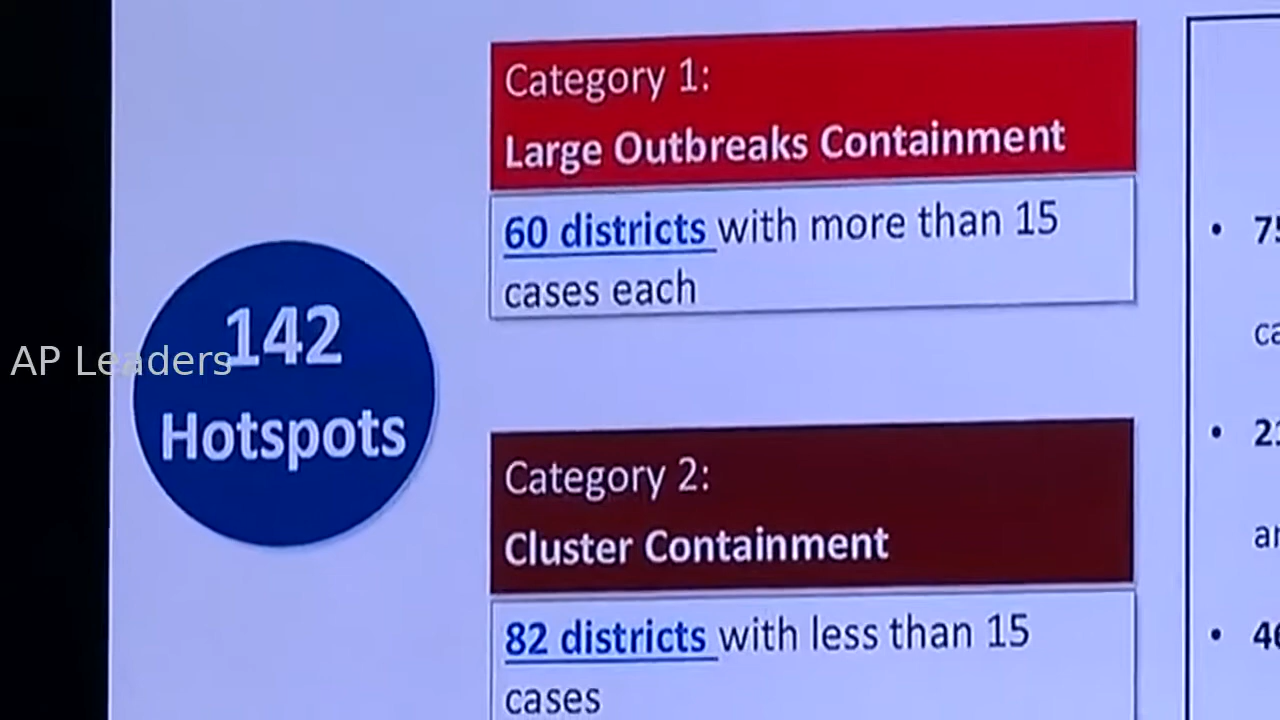 Category 1:
Large Outbreaks Containment
60 districts with more than 15
cases each
142
Hotspots
AP Leaders
Category 2:
Cluster Containment
82 districts with less than 15
cases